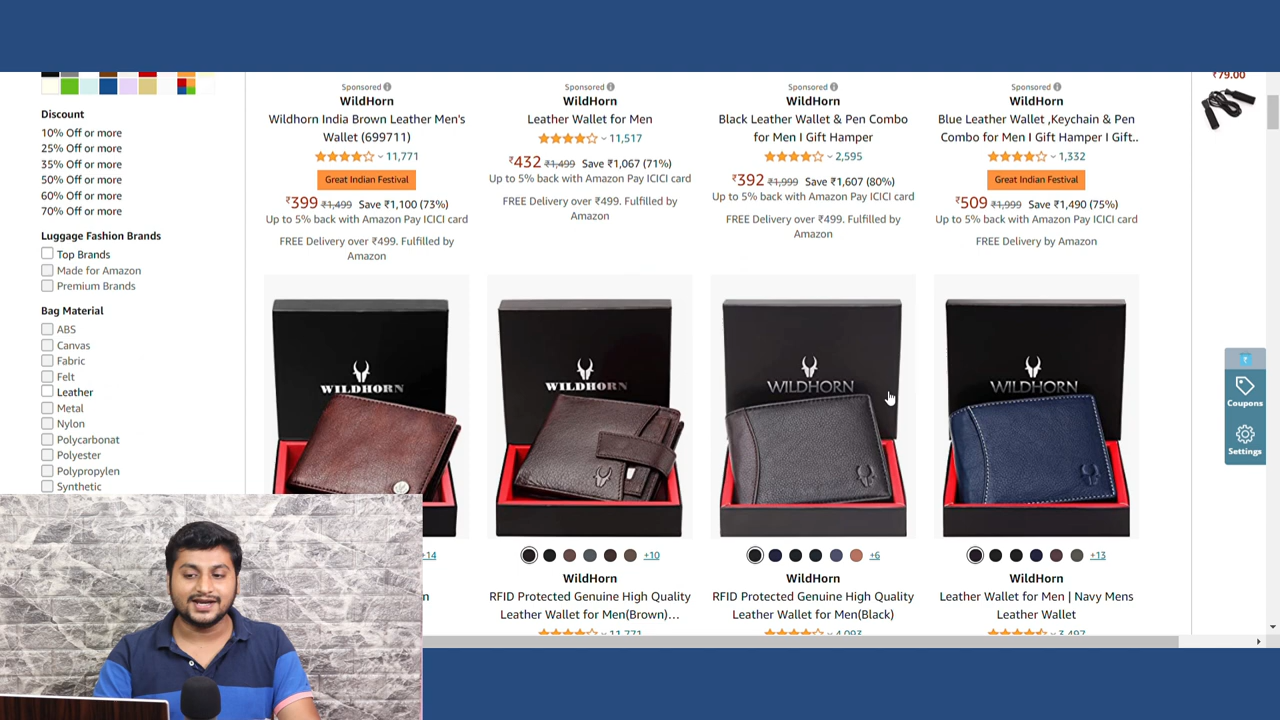 ₹79.00
Discount
10% Off or more
25% Off or more
35% Off or more
50% Off or more
60% Off or more
70% Off or more
Luggage Fashion Brands
Top Brands
Made for Amazon
Premium Brands
Bag Material
ABS
Canvas
Fabric
Felt
Leather
Metal
Nylon
Polycarbonat
Polyester
Polypropylen
Synthetic
Sponsored
WildHorn
Wildhorn India Brown Leather Men's
Wallet (699711)
11,771
Great Indian Festival
₹399 ₹1,499 Save ₹1,100 (73%)
Up to 5% back with Amazon Pay ICICI card
FREE Delivery over ₹499. Fulfilled by
Amazon
Sponsored
WildHorn
Leather Wallet for Men
11,517
₹432 ₹1,499 Save ₹1,067 (71%)
Up to 5% back with Amazon Pay ICICI card
FREE Delivery over ₹499. Fulfilled by
Amazon
Sponsored
WildHorn
Black Leather Wallet & Pen Combo
for Men I Gift Hamper
2,595
₹392 ₹1,999 Save ₹1,607 (80%)
Up to 5% back with Amazon Pay ICICI card
FREE Delivery over ₹499. Fulfilled by
Amazon
Sponsored
WildHorn
Blue Leather Wallet ,Keychain & Pen
Combo for Men I Gift Hamper I Gift..
1,332
Great Indian Festival
₹509 ₹1,999 Save ₹1,490 (75%)
Up to 5% back with Amazon Pay ICICI card
FREE Delivery by Amazon
WILDHORN
WILDHORN
WILDHORN
WILDHORN
+14
+10
WildHorn
RFID Protected Genuine High Quality
Leather Wallet for Men(Brown)...
11,771
+6
WildHorn
RFID Protected Genuine High Quality
Leather Wallet for Men(Black)
4,093
+13
WildHorn
Leather Wallet for Men | Navy Mens
Leather Wallet
3,497
Coupons
Settings